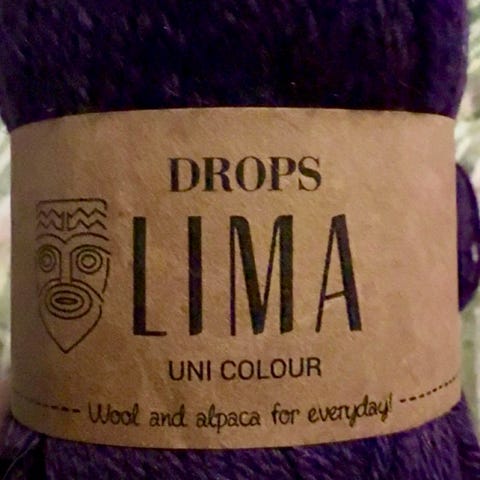 DROPS
LIMA
UNI COLOUR
Wool and alpaca for everyday!